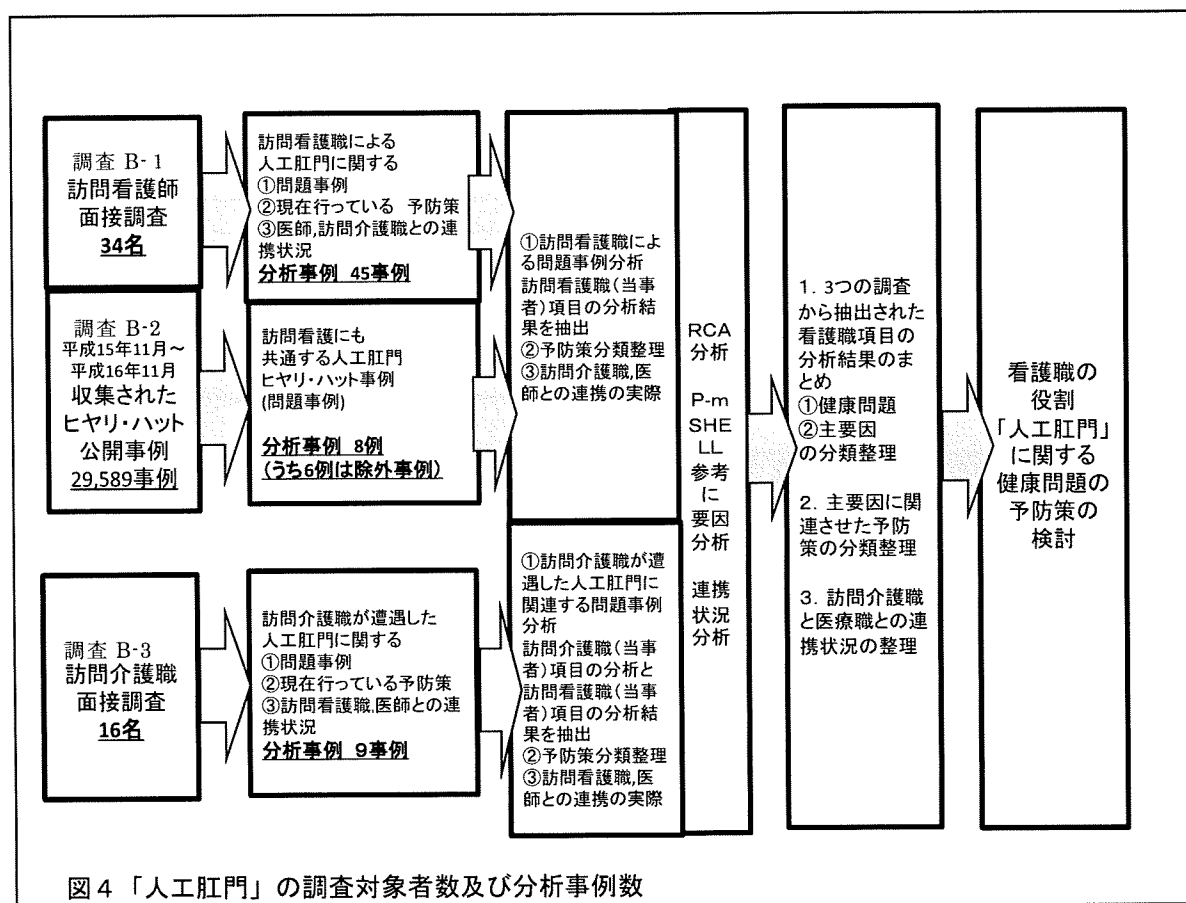 調査 B-1
訪問看護師
面接調査
34名
訪問看護職による
人工肛門に関する
①問題事例
②現在行っている 予防策
③医師,訪問介護職との連
携状況
分析事例 45事例
調査 B-2
平成15年11月～
平成16年11月
収集された
ヒヤリ・ハット
公開事例
29,589事例
訪問看護にも
共通する人工肛門
ヒヤリ・ハット事例
(問題事例)
分析事例 8例
(うち6例は除外事例)
調査 B-3
訪問介護職
面接調査
16名
訪問介護職が遭遇した
人工肛門に関する
①問題事例
②現在行っている予防策
③訪問看護職,医師との連
携状況
分析事例 9事例
①訪問看護職によ
る問題事例分析
訪問看護職(当事
者)項目の分析結
果を抽出
②予防策分類整理
③訪問介護職,医
師との連携の実際
①訪問介護職が遭
遇した人工肛門に
関連する問題事例
分析
訪問介護職(当事
者)項目の分析と
訪問看護職(当事
者)項目の分析結
果を抽出
②予防策分類整理
③訪問看護職,医
師との連携の実際
RCA
分析
P-m
SHE
LL
参考
に
要因
分析
連携
状況
分析
1. 3つの調査
から抽出された
看護職項目の
分析結果のま
とめ
①健康問題
②主要因
の分類整理
2. 主要因に関
連させた予防
策の分類整理
3. 訪問介護職
と医療職との連
携状況の整理
看護職の
役割
「人工肛門」
に関する
健康問題の
予防策の
検討
図4「人工肛門」の調査対象者数及び分析事例数